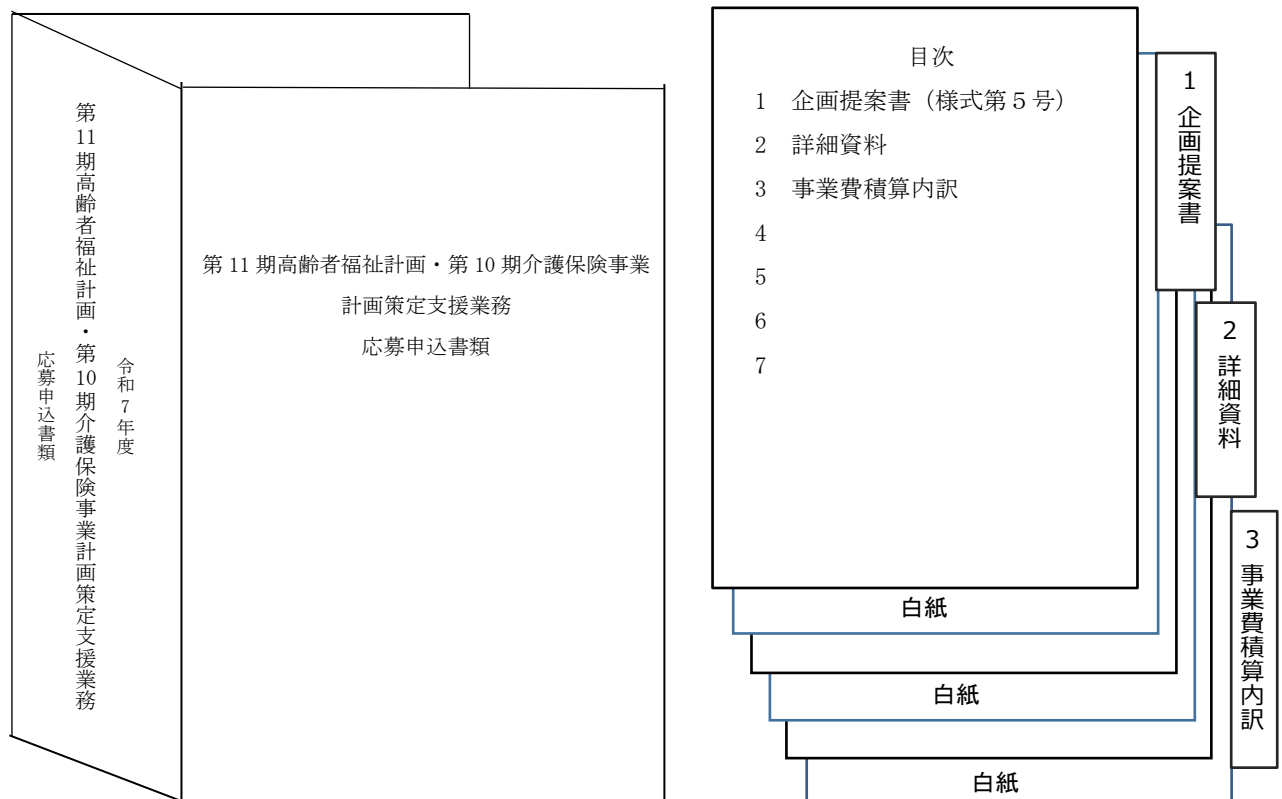 令和7年度
第11期高齢者福祉計画・第10期介護保険事業計画策定支援業務
応募申込書類
第 11 期高齢者福祉計画・第 10 期介護保険事業
計画策定支援業務
応募申込書類
目次
1 企画提案書（様式第５号）
2 詳細資料
3 事業費積算内訳
4
5
6
7
1 企画提案書
2 詳細資料
3 事業費積算内訳
白紙
白紙
白紙